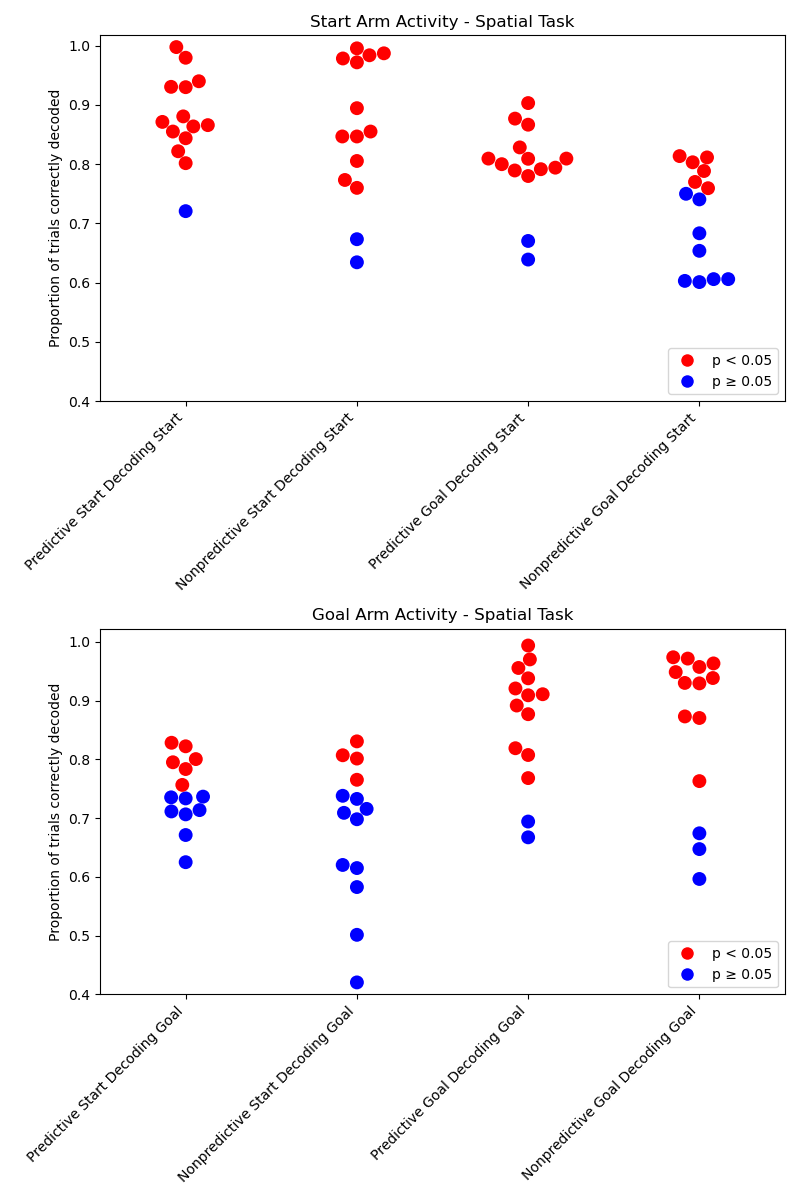 Start Arm Activity - Spatial Task
Proportion of trials correctly decoded
1.0
0.9
0.8
0.7
0.6
0.5
0.4
p < 0.05
p ≥ 0.05
Predictive Start Decoding Start
Nonpredictive Start Decoding Start
Predictive Goal Decoding Start
Nonpredictive Goal Decoding Start
Goal Arm Activity - Spatial Task
Proportion of trials correctly decoded
1.0
0.9
0.8
0.7
0.6
0.5
0.4
p < 0.05
p ≥ 0.05
Predictive Start Decoding Goal
Nonpredictive Start Decoding Goal
Predictive Goal Decoding Goal
Nonpredictive Goal Decoding Goal